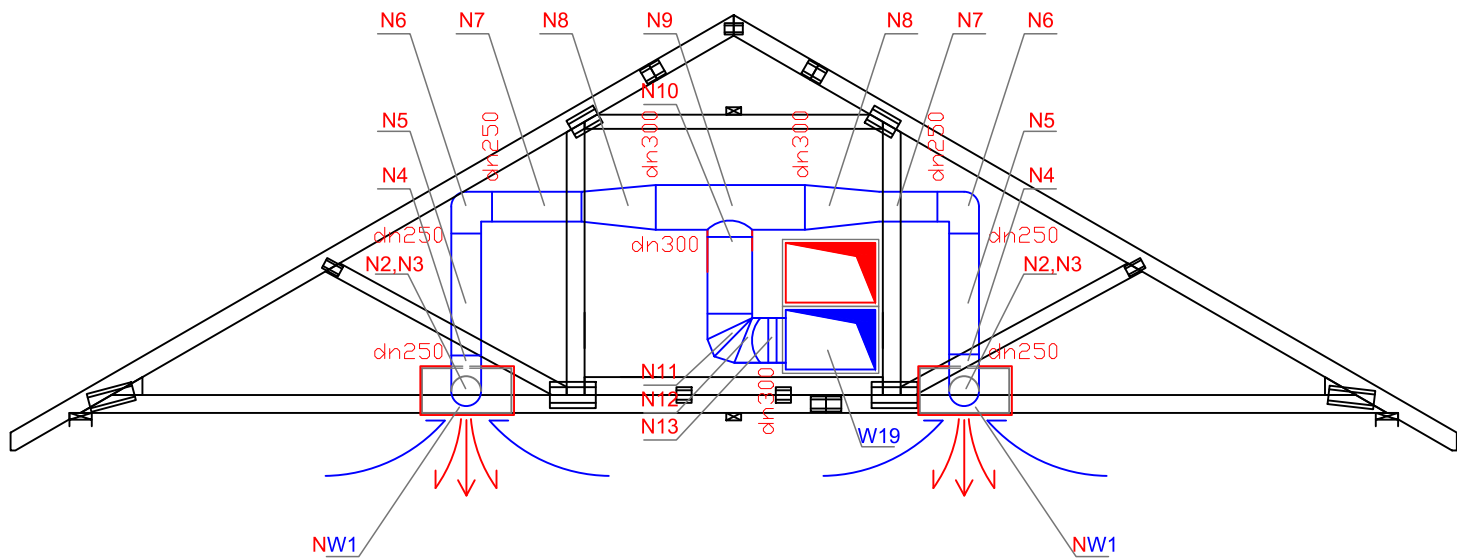 N6 N7 N8 N9 N8 N7 N6
N10
N5 dn250 dn300 dn300 dn250 N5
N4 N4
dn250 dn300 dn250
N2,N3 N2,N3
dn250 dn250
N11
N12 dn300
N13 W19
NW1 NW1